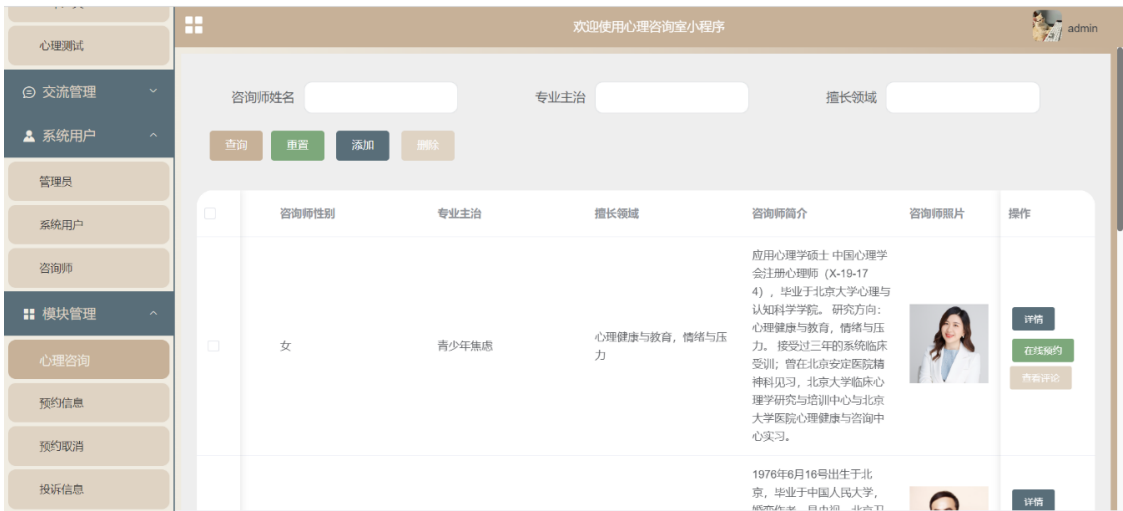 欢迎使用心理咨询室小程序
admin
心理测试
交流管理
系统用户
管理员
系统用户
咨询师
模块管理
心理咨询
预约信息
预约取消
投诉信息
咨询师姓名
专业主治
擅长领域
查询
重置
添加
删除
咨询师性别
专业主治
擅长领域
咨询师简介
咨询师照片
操作
女
青少年焦虑
心理健康与教育，情绪与压
力
应用心理学硕士 中国心理学
会注册心理师（X-19-17
4），毕业于北京大学心理与
认知科学学院。 研究方向：
心理健康与教育，情绪与压
力。 接受过三年的系统临床
受训；曾在北京安定医院精
神科见习，北京大学临床心
理学研究与培训中心与北京
大学医院心理健康与咨询中
心实习。
详情
在线预约
查看评论
1976年6月16号出生于北
京，毕业于中国人民大学，
详情